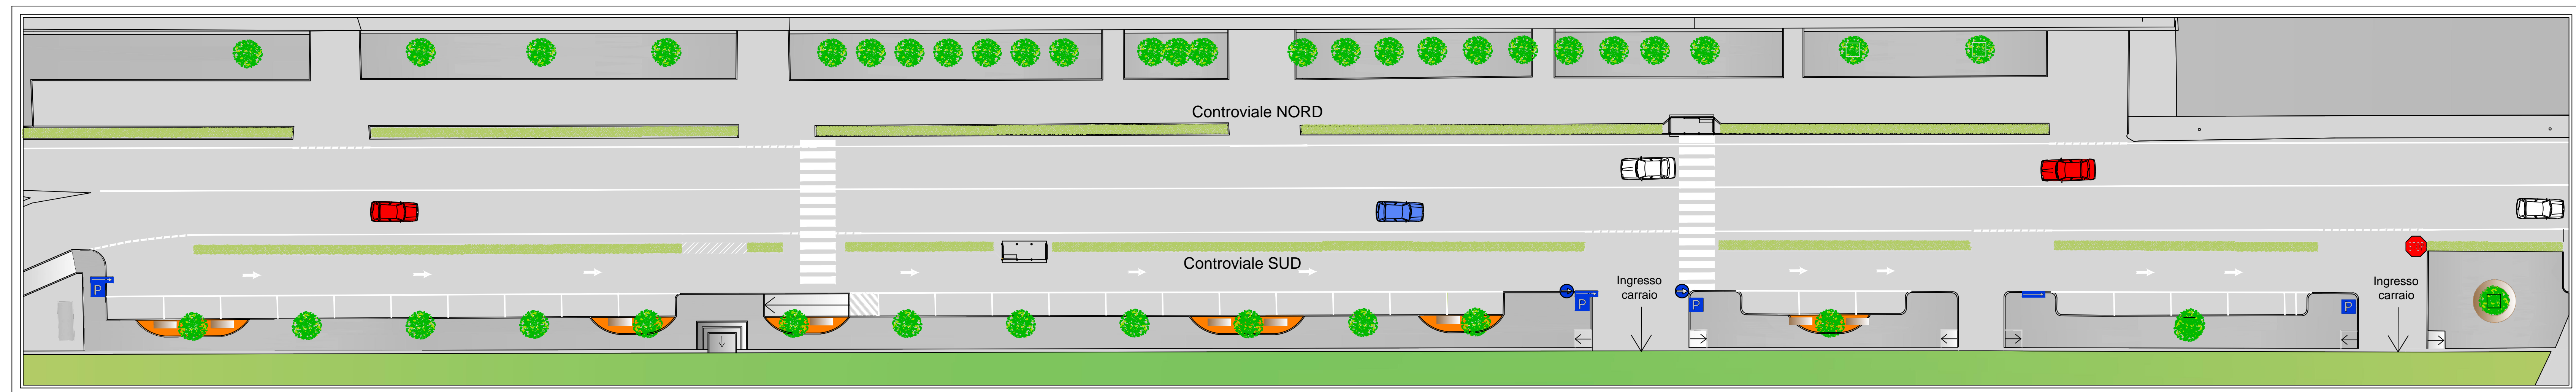 Controviale NORD
Controviale SUD
Ingresso
carraio
Ingresso
carraio
P
P
P
P